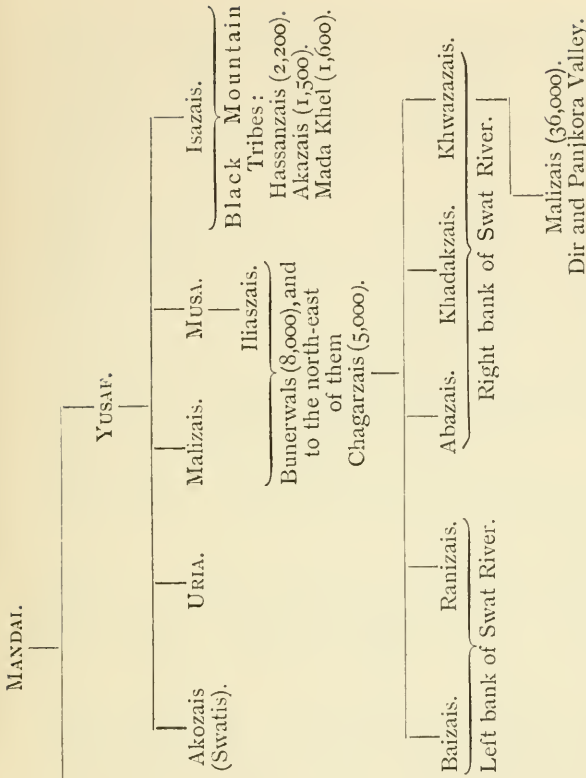 MANDAI.
YUSAF.
Akozais
(Swatis).
URIA.
Malizais.
MUSA.
Isazais.
Iliaszais.
Bunerwals (8,000), and
to the north-east
of them
Chagarzais (5,000).
Black Mountain
Tribes:
Hassanzais (2,200).
Akazais (1,500).
Mada Khel (1,600).
Baizais.
Ranizais.
Abazais.
Khadakzais.
Khwazazais.
Left bank of Swat River.
Right bank of Swat River.
Malizais (36,000).
Dir and Panjkora Valley.